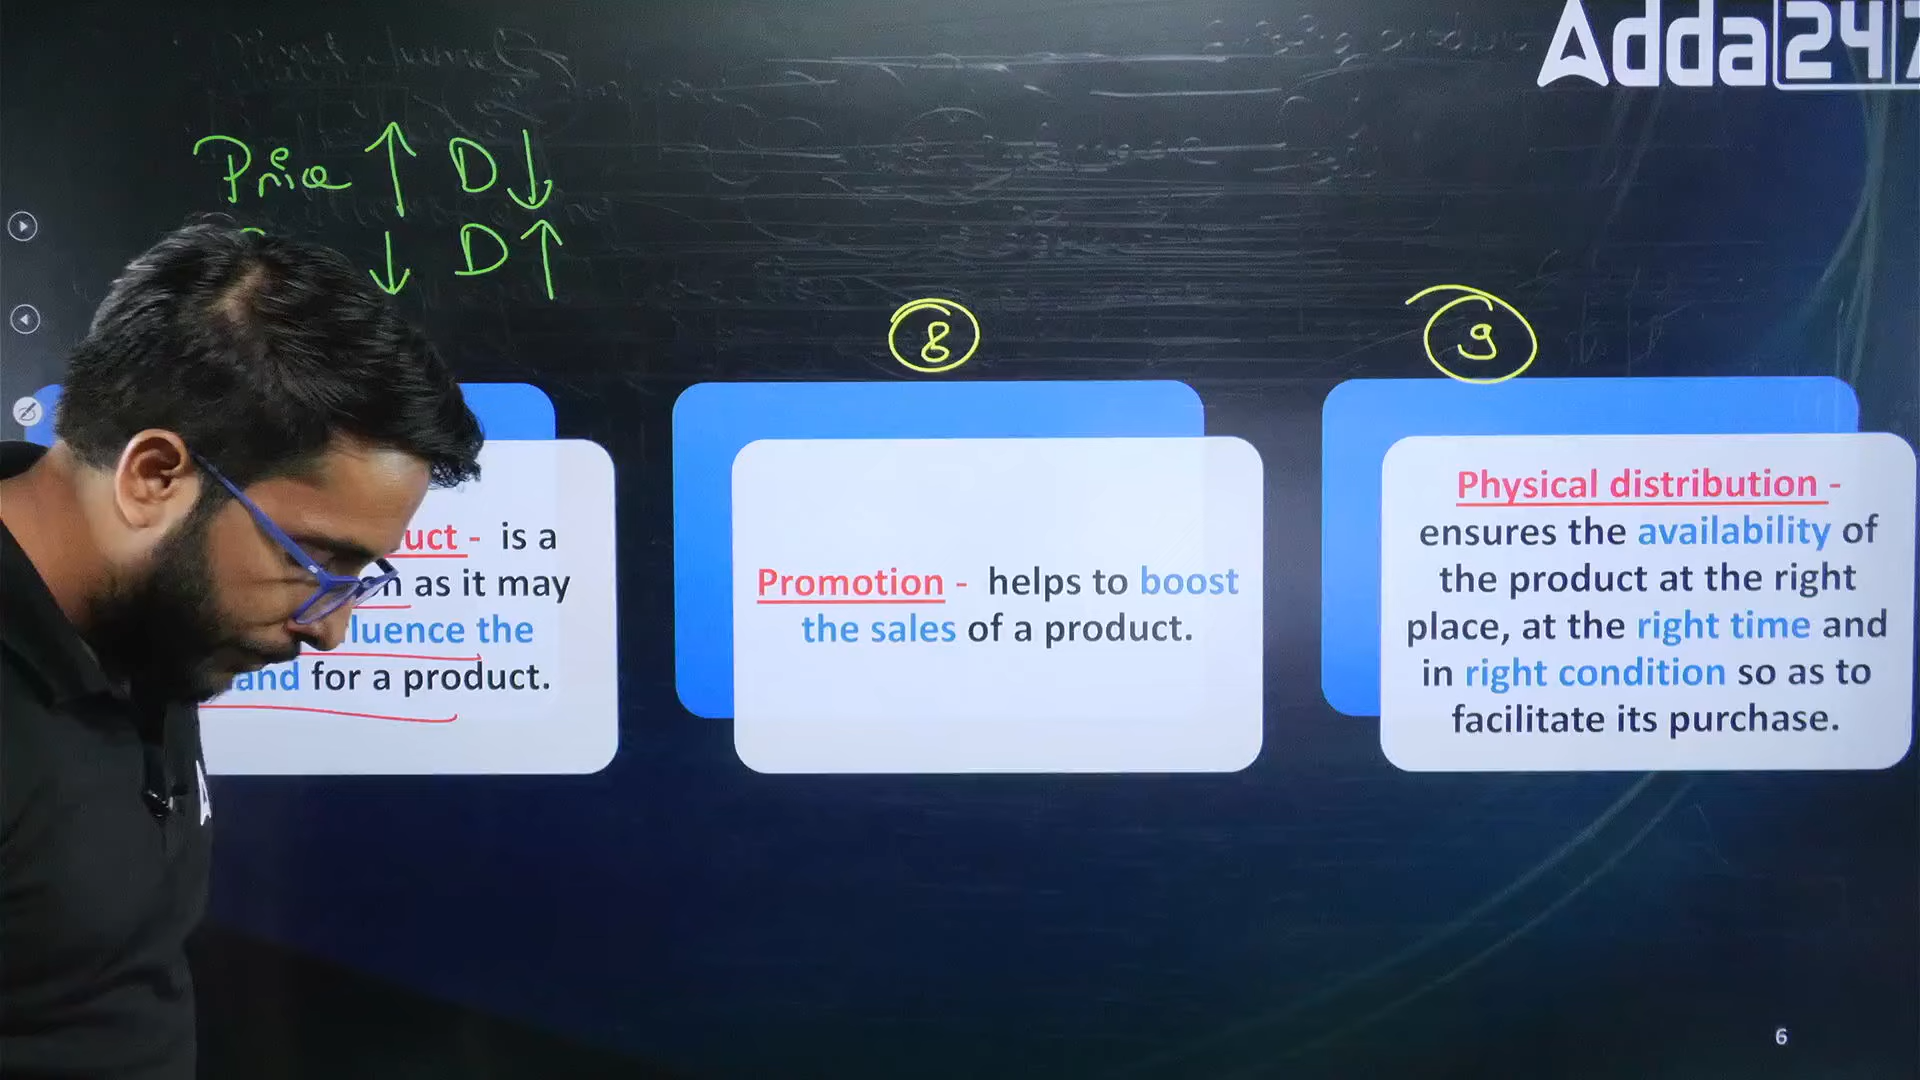 Adda247
Price ↑ D ↓
↓ D ↑
8
9
uct - is a
n as it may
luence the
and for a product.
Promotion - helps to boost
the sales of a product.
Physical distribution -
ensures the availability of
the product at the right
place, at the right time and
in right condition so as to
facilitate its purchase.
6